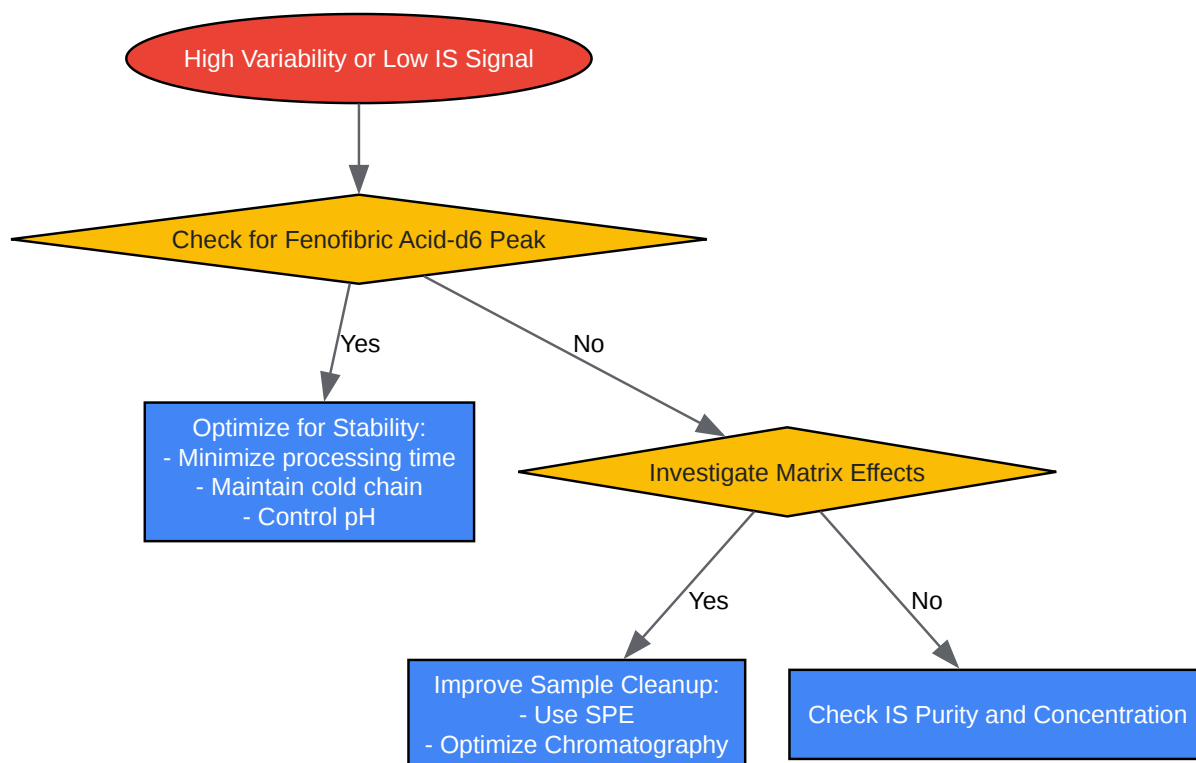 High Variability or Low IS Signal
Check for Fenofibric Acid-d6 Peak
Yes
No
Optimize for Stability:
- Minimize processing time
- Maintain cold chain
- Control pH
Investigate Matrix Effects
Yes
No
Improve Sample Cleanup:
- Use SPE
- Optimize Chromatography
Check IS Purity and Concentration